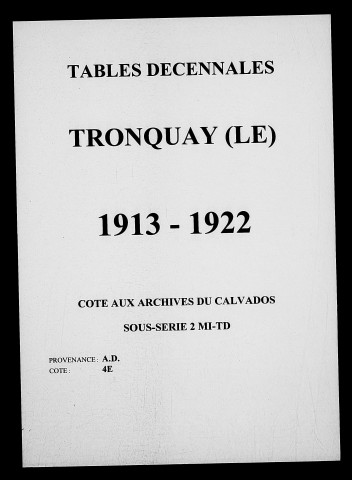 TABLES DECENNALES
TRONQUAY (LE)
1913 - 1922
COTE AUX ARCHIVES DU CALVADOS
SOUS-SERIE 2 MI-TD
PROVENANCE : A.D.
COTE : 4E